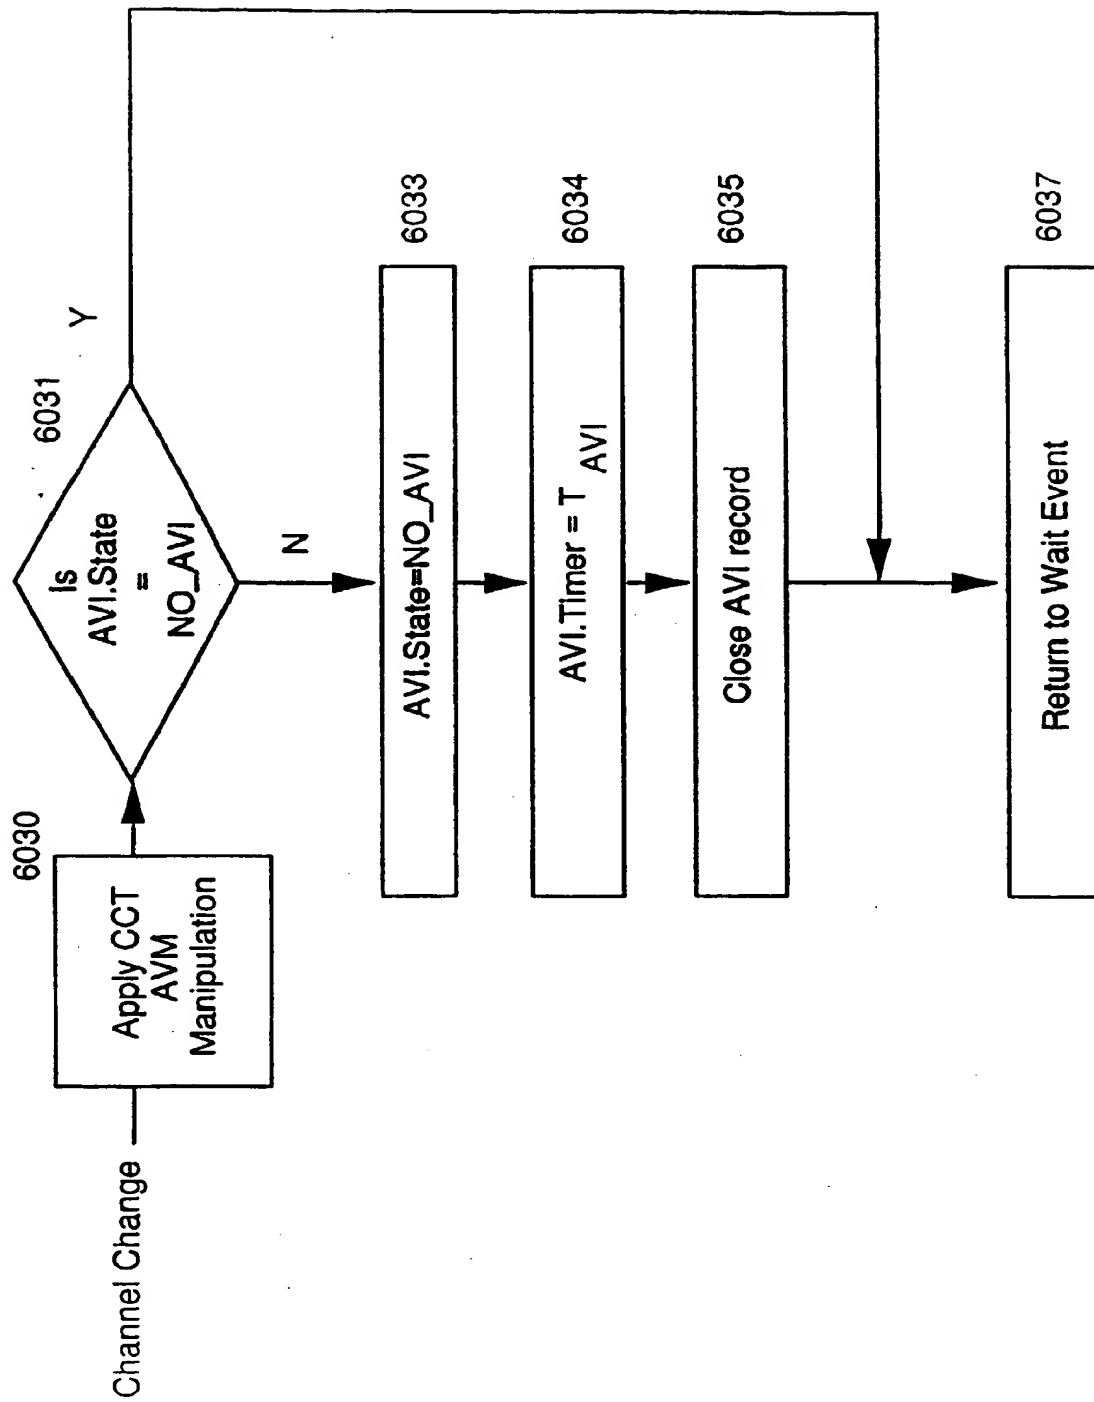 Channel Change
6030
Apply CCT
AVM
Manipulation
6031
Is
AVI.State
=
NO_AVI
Y
N
AVI.State=NO_AVI
6033
AVI.Timer = T AVI
6034
Close AVI record
6035
Return to Wait Event
6037